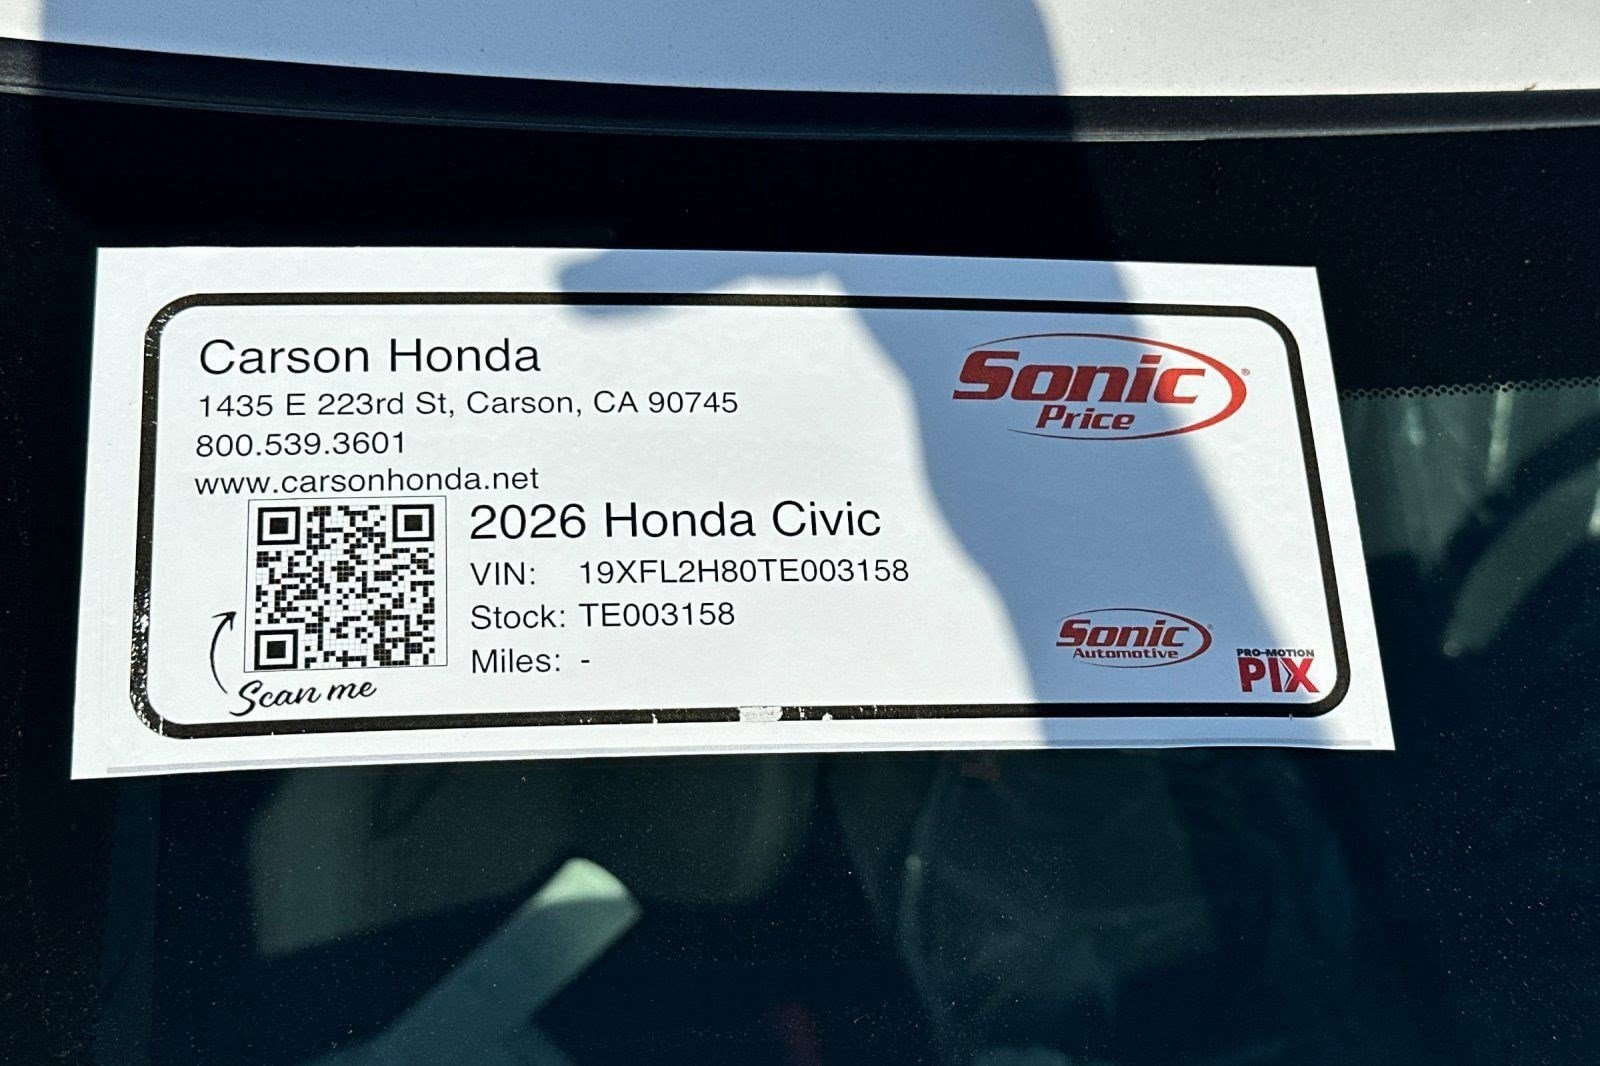 Carson Honda
1435 E 223rd St, Carson, CA 90745
800.539.3601
www.carsonhonda.net
Sonic®
Price
2026 Honda Civic
VIN: 19XFL2H80TE003158
Stock: TE003158
Miles: -
Scan me
Sonic®
Automotive
PRO-MOTION
PIX